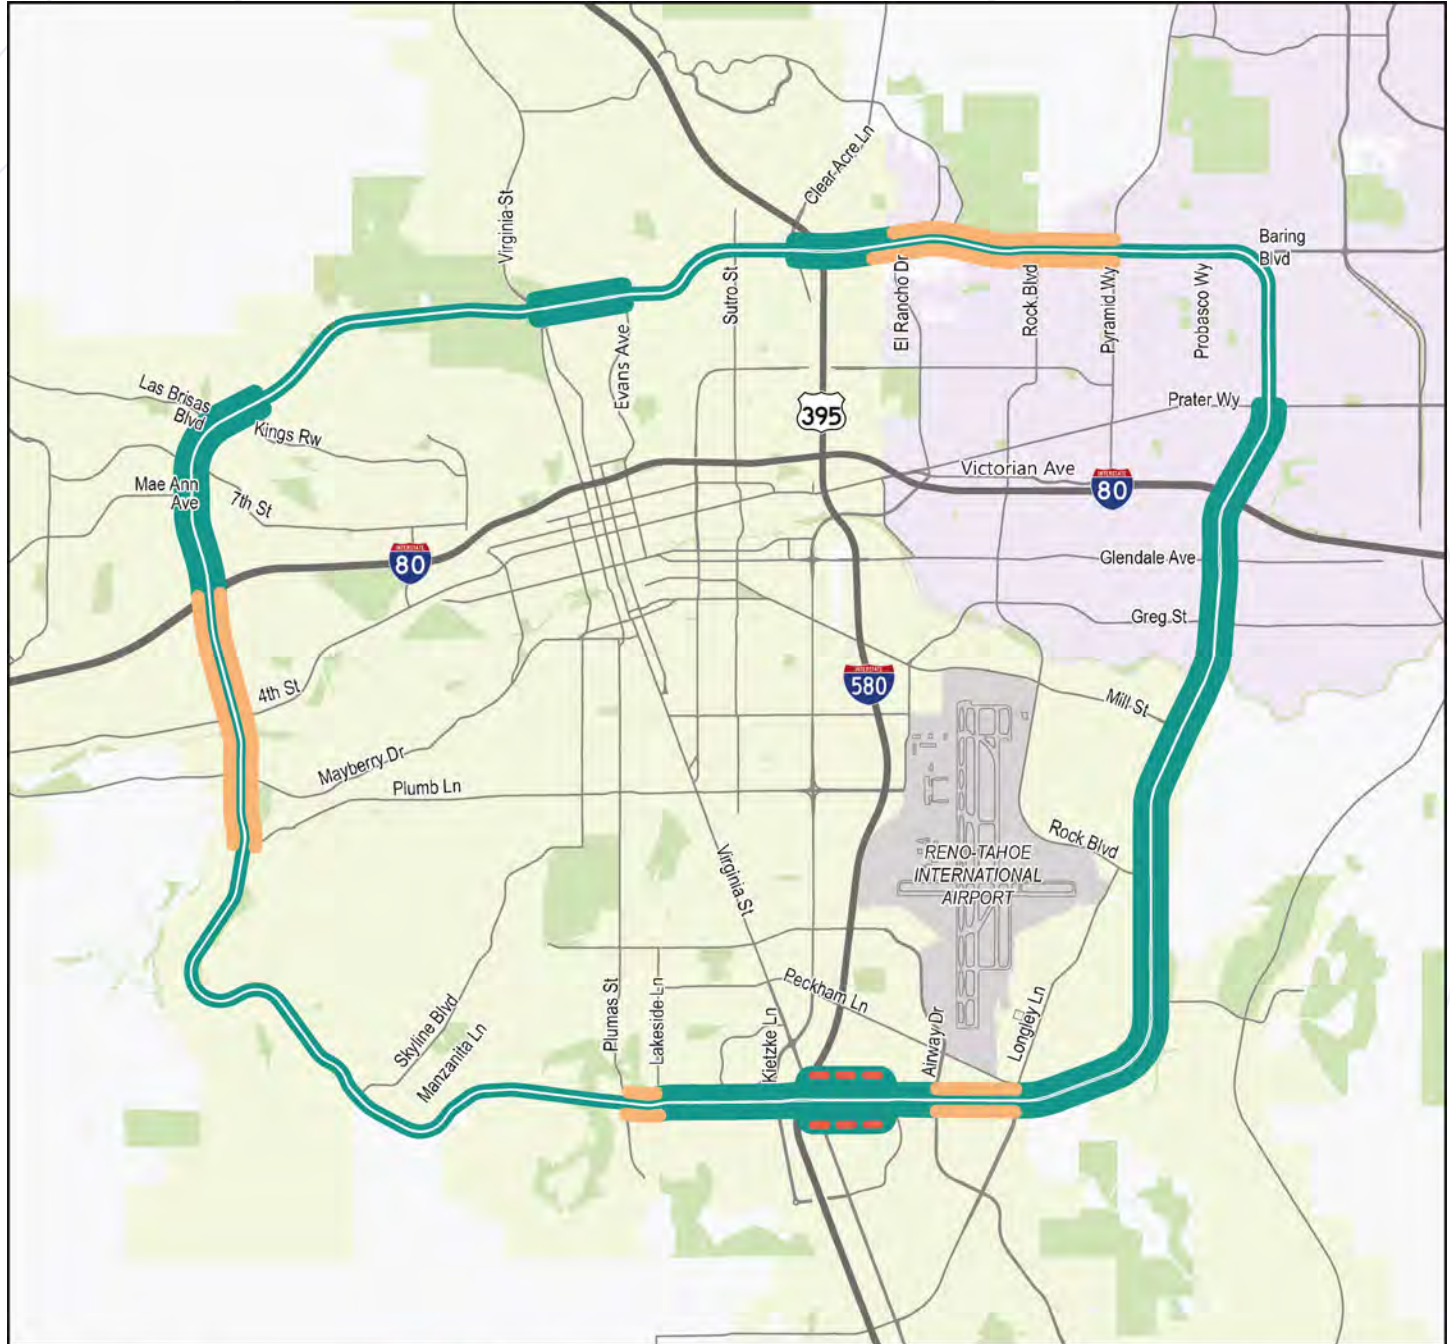 Clear Acre Ln
Virginia St
Sutro St
El Rancho Dr
Rock Blvd
Pyramid Wy
Probasco Wy
Baring
Blvd
Evans Ave
Las Brisas
Blvd
Kings Rw
395
Prater Wy
Mae Ann
Ave
7th St
Victorian Ave
INTERSTATE
80
INTERSTATE
80
Glendale Ave
Greg St
4th St
INTERSTATE
580
Mill St
Mayberry Dr
Plumb Ln
Rock Blvd
Virginia St
RENO-TAHOE
INTERNATIONAL
AIRPORT
Skyline Blvd
Manzanita Ln
Plumas St
Lakeside Ln
Kietzke Ln
Peckham Ln
Airway Dr
Longley Ln